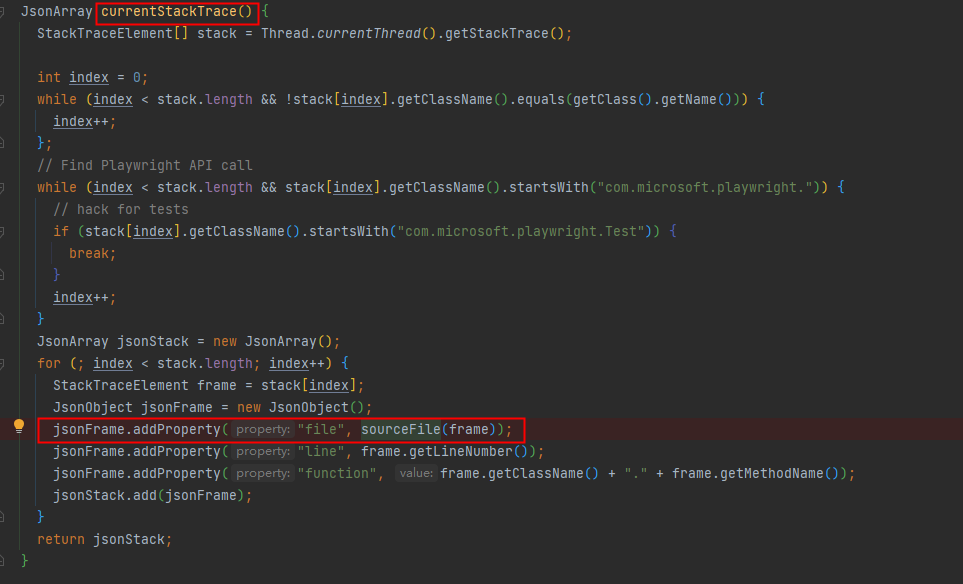 JsonArray currentStackTrace() {
  StackTraceElement[] stack = Thread.currentThread().getStackTrace();

  int index = 0;
  while (index < stack.length && !stack[index].getClassName().equals(getClass().getName())) {
    index++;
  };
  // Find Playwright API call
  while (index < stack.length && stack[index].getClassName().startsWith("com.microsoft.playwright.")) {
    // hack for tests
    if (stack[index].getClassName().startsWith("com.microsoft.playwright.Test")) {
      break;
    }
    index++;
  }
  JsonArray jsonStack = new JsonArray();
  for (; index < stack.length; index++) {
    StackTraceElement frame = stack[index];
    JsonObject jsonFrame = new JsonObject();
    jsonFrame.addProperty( property: "file", sourceFile(frame));
    jsonFrame.addProperty( property: "line", frame.getLineNumber());
    jsonFrame.addProperty( property: "function", value: frame.getClassName() + "." + frame.getMethodName());
    jsonStack.add(jsonFrame);
  }
  return jsonStack;
}